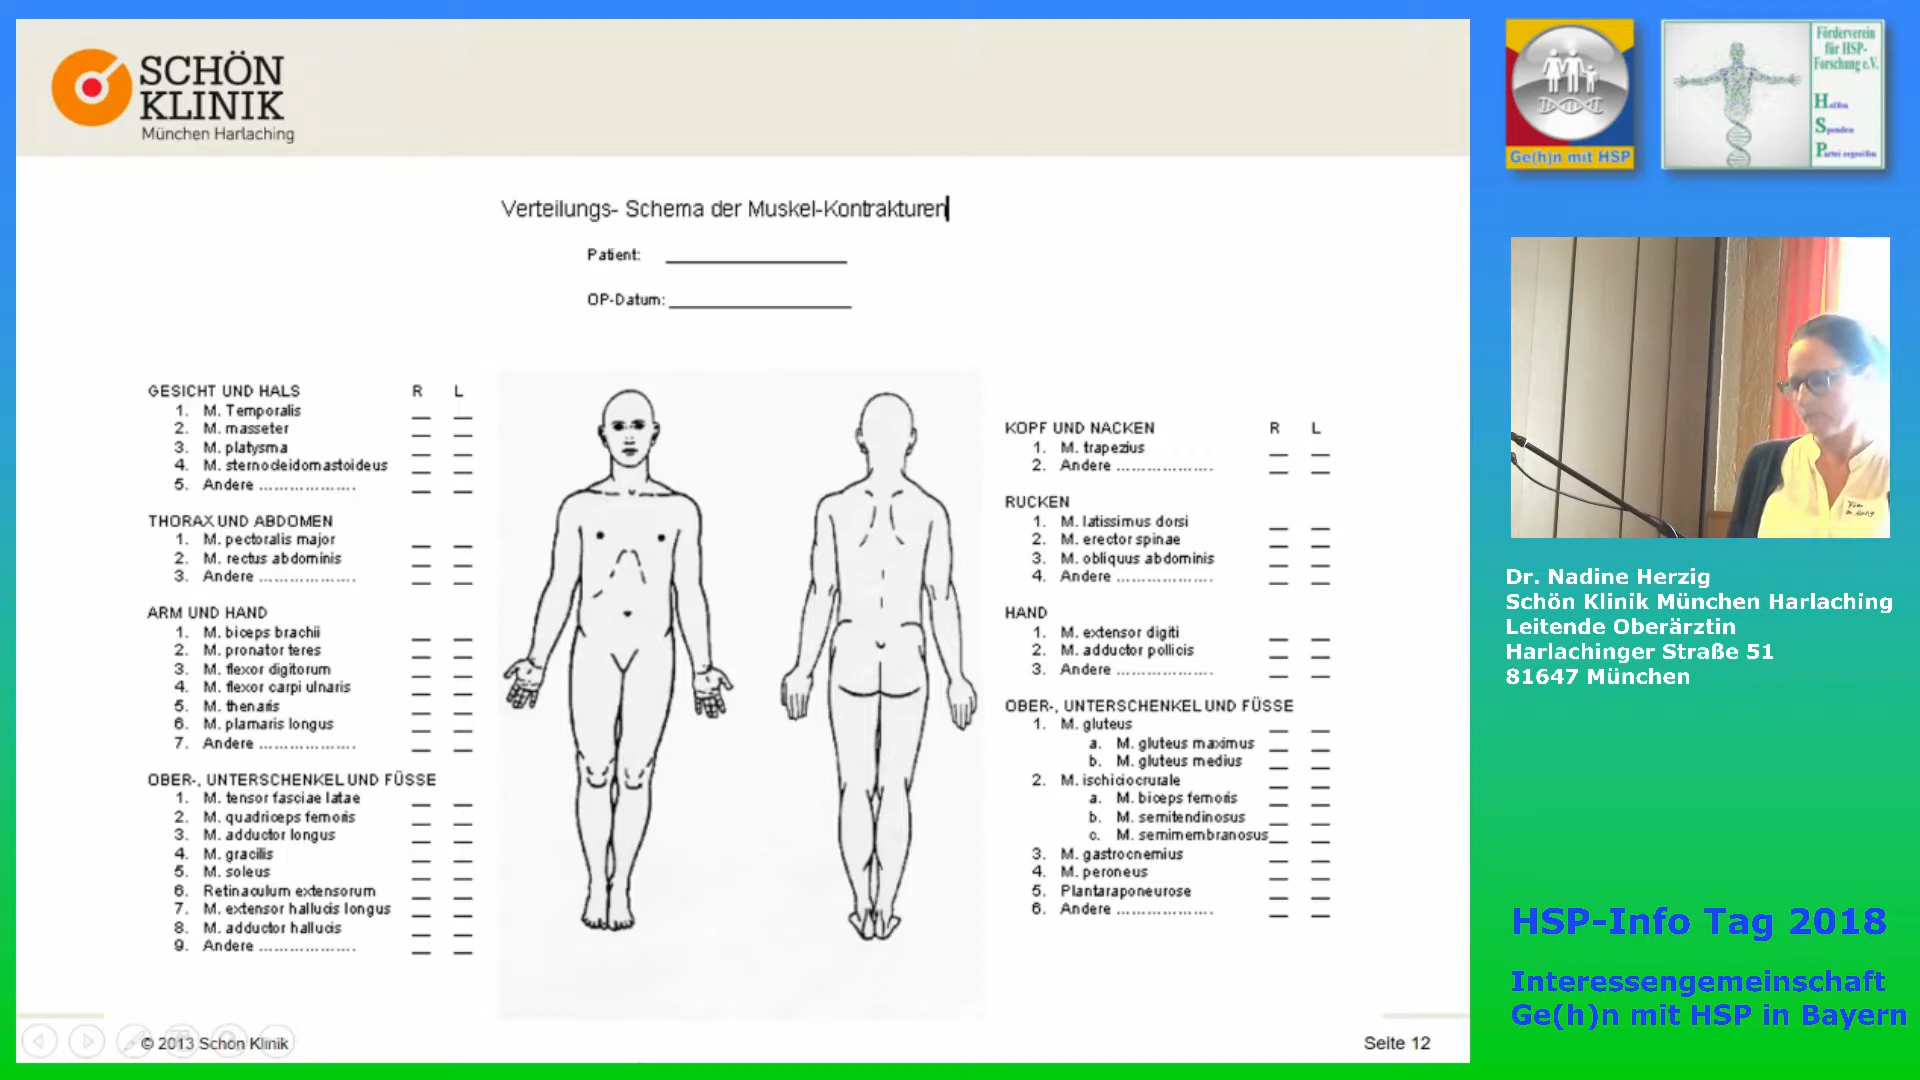 SCHÖN
KLINIK
München Harlaching
Verteilungs- Schema der Muskel-Kontrakturen
Patient:
OP-Datum:
GESICHT UND HALS R L
1. M. Temporalis
2. M. masseter
3. M. platysma
4. M. sternocleidomastoideus
5. Andere ...................
THORAX UND ABDOMEN
1. M. pectoralis major
2. M. rectus abdominis
3. Andere ...................
ARM UND HAND
1. M. biceps brachii
2. M. pronator teres
3. M. flexor digitorum
4. M. flexor carpi ulnaris
5. M. thenaris
6. M. plamaris longus
7. Andere ...................
OBER-, UNTERSCHENKEL UND FÜSSE
1. M. tensor fasciae latae
2. M. quadriceps femoris
3. M. adductor longus
4. M. gracilis
5. M. soleus
6. Retinaculum extensorum
7. M. extensor hallucis longus
8. M. adductor hallucis
9. Andere ...................
KOPF UND NACKEN R L
1. M. trapezius
2. Andere ...................
RUCKEN
1. M. latissimus dorsi
2. M. erector spinae
3. M. obliquus abdominis
4. Andere ...................
HAND
1. M. extensor digiti
2. M. adductor pollicis
3. Andere ...................
OBER-, UNTERSCHENKEL UND FÜSSE
1. M. gluteus
a. M. gluteus maximus
b. M. gluteus medius
2. M. ischiocrurale
a. M. biceps femoris
b. M. semitendinosus
c. M. semimembranosus
3. M. gastrocnemius
4. M. peroneus
5. Plantaraponeurose
6. Andere ...................
© 2013 Schön Klinik
Seite 12
Ge(h)n mit HSP
Förderverein
für HSP-
Forschung e.V.
Helfen
Spenden
Partei ergreifen
Frau
Dr. Herzig
Dr. Nadine Herzig
Schön Klinik München Harlaching
Leitende Oberärztin
Harlachinger Straße 51
81647 München
HSP-Info Tag 2018
Interessengemeinschaft
Ge(h)n mit HSP in Bayern